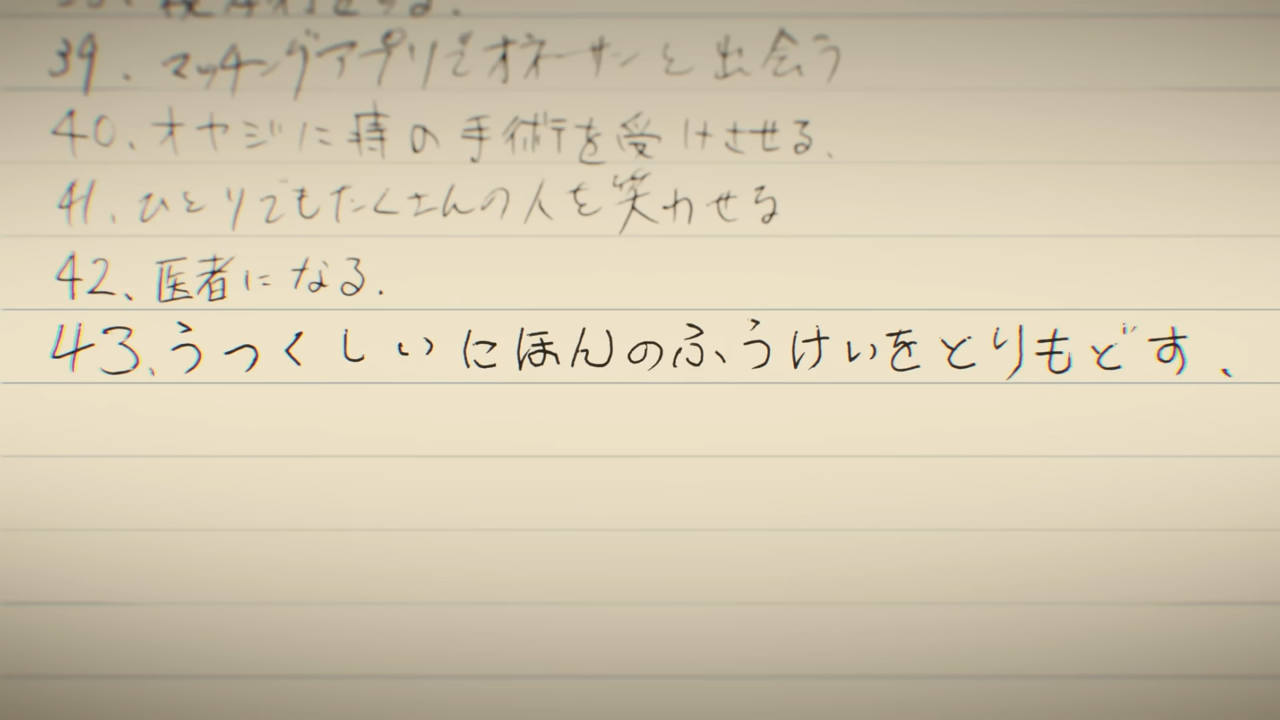 39、マッチングアプリでオネーサンと出会う
40、オヤジに痔の手術を受けさせる、
41、ひとりでもたくさんの人を笑わせる
42、医者になる.
43、うつくしいにほんのふうけいをとりもどす、